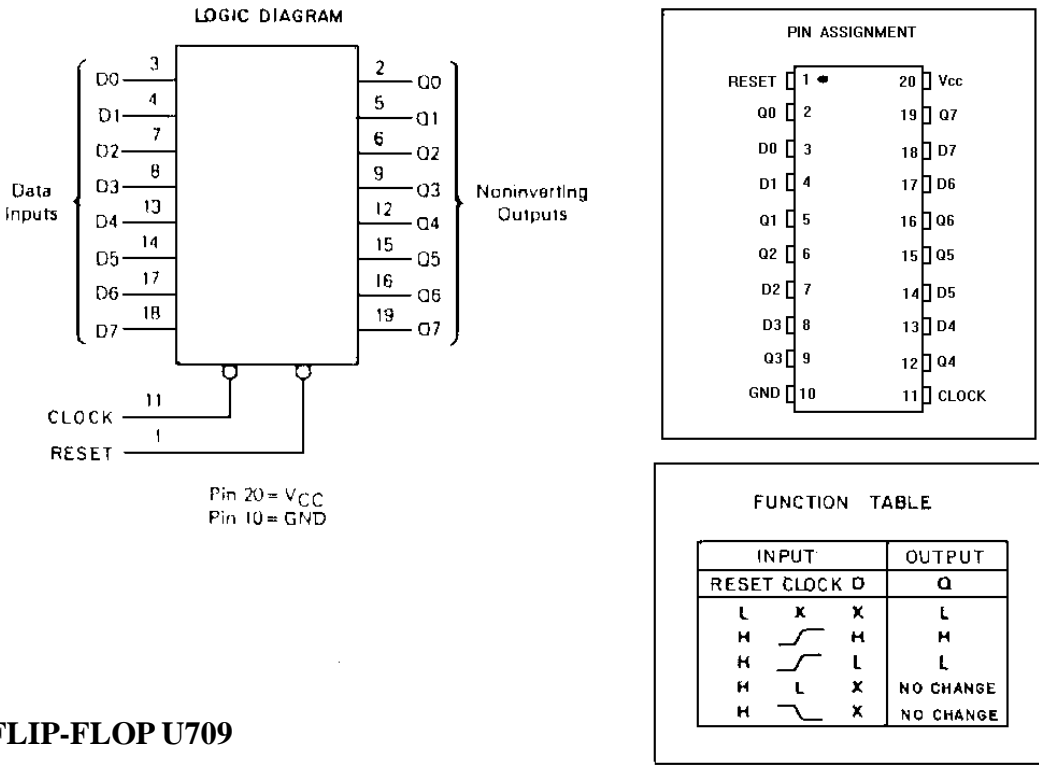 LOGIC DIAGRAM
Data
Inputs
D0 3
D1 4
D2 7
D3 8
D4 13
D5 14
D6 17
D7 18
2 Q0
5 Q1
6 Q2
9 Q3
12 Q4
15 Q5
16 Q6
19 Q7
Noninverting
Outputs
CLOCK 11
RESET 1
Pin 20 = VCC
Pin 10 = GND
PIN ASSIGNMENT
RESET 1 20 Vcc
Q0 2 19 Q7
D0 3 18 D7
D1 4 17 D6
Q1 5 16 Q6
Q2 6 15 Q5
D2 7 14 D5
D3 8 13 D4
Q3 9 12 Q4
GND 10 11 CLOCK
FUNCTION TABLE
INPUT OUTPUT
RESET CLOCK D Q
L X X L
H H H
H L L
H L X NO CHANGE
H X NO CHANGE
FLIP-FLOP U709